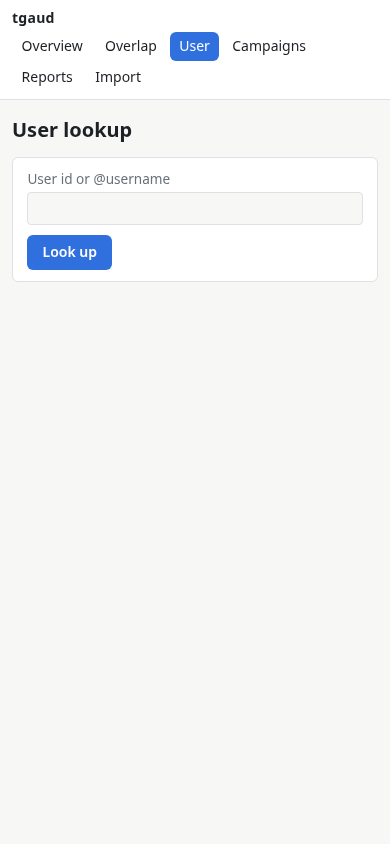 tgaud
Overview Overlap User Campaigns
Reports Import
User lookup
User id or @username
Look up